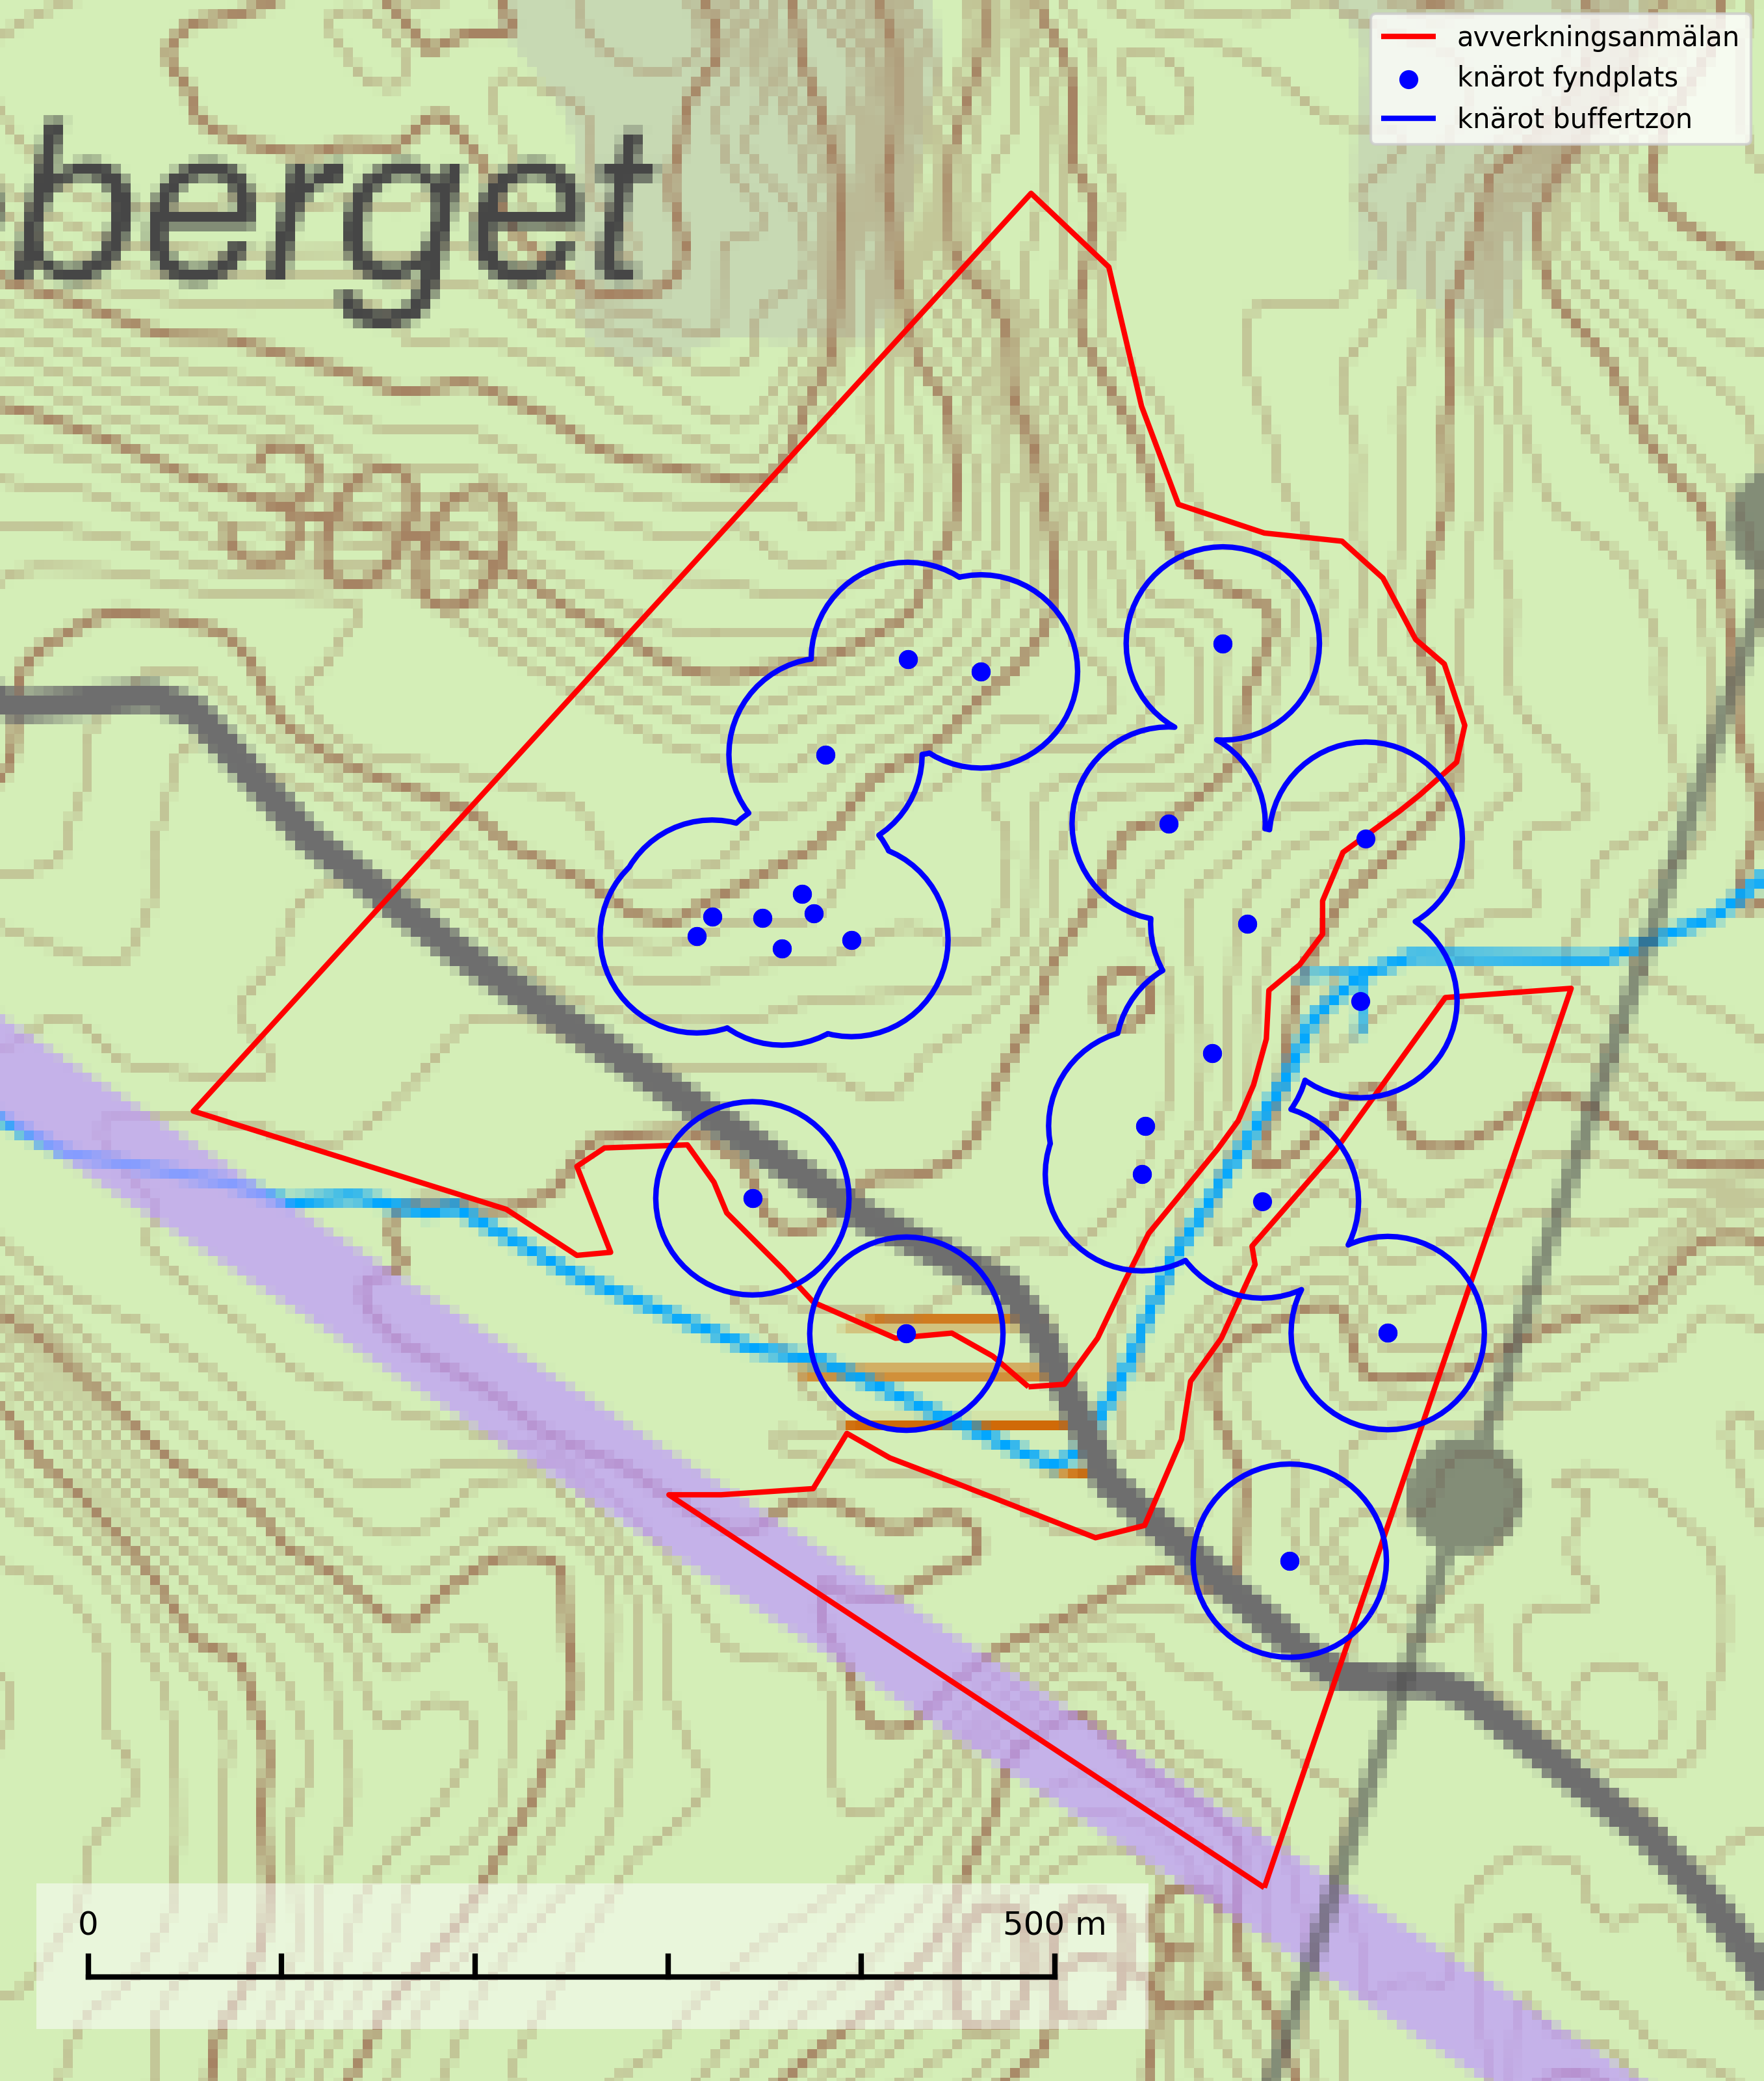 avverkningsanmälan
knärot fyndplats
knärot buffertzon
berget
300
0 500 m